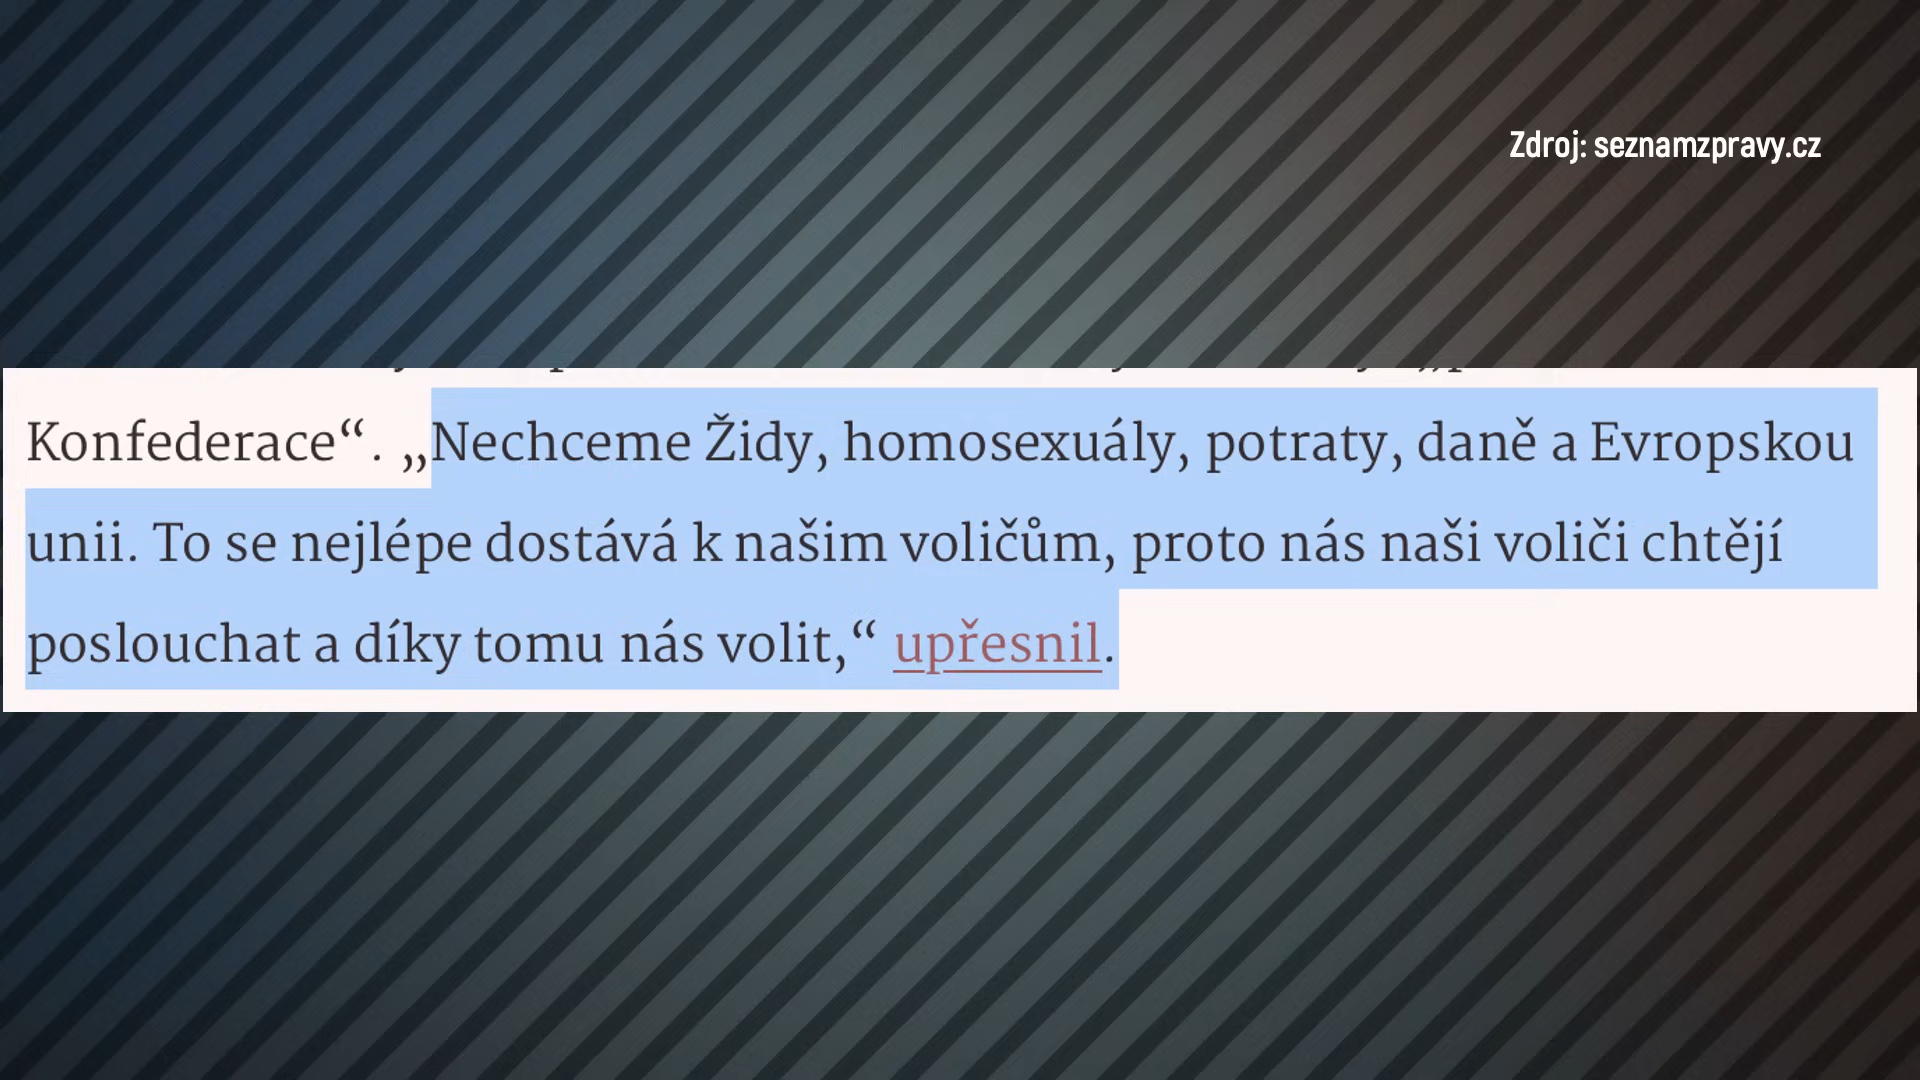 Zdroj: seznamzpravy.cz
Konfederace“. „Nechceme Židy, homosexuály, potraty, daně a Evropskou
unii. To se nejlépe dostává k našim voličům, proto nás naši voliči chtějí
poslouchat a díky tomu nás volit,“ upřesnil.